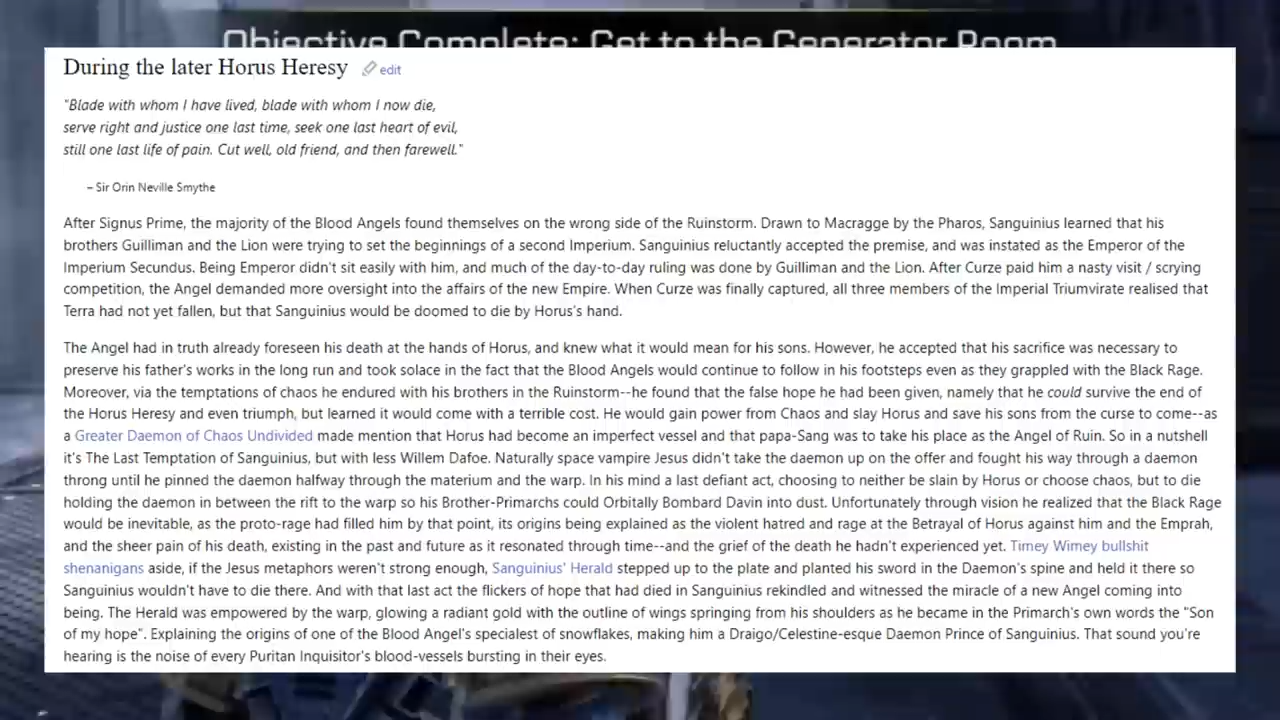 Objective Complete: Get to the Generator Room
During the later Horus Heresy edit
"Blade with whom I have lived, blade with whom I now die,
serve right and justice one last time, seek one last heart of evil,
still one last life of pain. Cut well, old friend, and then farewell."
– Sir Orin Neville Smythe
After Signus Prime, the majority of the Blood Angels found themselves on the wrong side of the Ruinstorm. Drawn to Macragge by the Pharos, Sanguinius learned that his
brothers Guilliman and the Lion were trying to set the beginnings of a second Imperium. Sanguinius reluctantly accepted the premise, and was instated as the Emperor of the
Imperium Secundus. Being Emperor didn't sit easily with him, and much of the day-to-day ruling was done by Guilliman and the Lion. After Curze paid him a nasty visit / scrying
competition, the Angel demanded more oversight into the affairs of the new Empire. When Curze was finally captured, all three members of the Imperial Triumvirate realised that
Terra had not yet fallen, but that Sanguinius would be doomed to die by Horus's hand.
The Angel had in truth already foreseen his death at the hands of Horus, and knew what it would mean for his sons. However, he accepted that his sacrifice was necessary to
preserve his father's works in the long run and took solace in the fact that the Blood Angels would continue to follow in his footsteps even as they grappled with the Black Rage.
Moreover, via the temptations of chaos he endured with his brothers in the Ruinstorm--he found that the false hope he had been given, namely that he could survive the end of
the Horus Heresy and even triumph, but learned it would come with a terrible cost. He would gain power from Chaos and slay Horus and save his sons from the curse to come--as
a Greater Daemon of Chaos Undivided made mention that Horus had become an imperfect vessel and that papa-Sang was to take his place as the Angel of Ruin. So in a nutshell
it's The Last Temptation of Sanguinius, but with less Willem Dafoe. Naturally space vampire Jesus didn't take the daemon up on the offer and fought his way through a daemon
throng until he pinned the daemon halfway through the materium and the warp. In his mind a last defiant act, choosing to neither be slain by Horus or choose chaos, but to die
holding the daemon in between the rift to the warp so his Brother-Primarchs could Orbitally Bombard Davin into dust. Unfortunately through vision he realized that the Black Rage
would be inevitable, as the proto-rage had filled him by that point, its origins being explained as the violent hatred and rage at the Betrayal of Horus against him and the Emprah,
and the sheer pain of his death, existing in the past and future as it resonated through time--and the grief of the death he hadn't experienced yet. Timey Wimey bullshit
shenanigans aside, if the Jesus metaphors weren't strong enough, Sanguinius' Herald stepped up to the plate and planted his sword in the Daemon's spine and held it there so
Sanguinius wouldn't have to die there. And with that last act the flickers of hope that had died in Sanguinius rekindled and witnessed the miracle of a new Angel coming into
being. The Herald was empowered by the warp, glowing a radiant gold with the outline of wings springing from his shoulders as he became in the Primarch's own words the "Son
of my hope". Explaining the origins of one of the Blood Angel's specialest of snowflakes, making him a Draigo/Celestine-esque Daemon Prince of Sanguinius. That sound you're
hearing is the noise of every Puritan Inquisitor's blood-vessels bursting in their eyes.